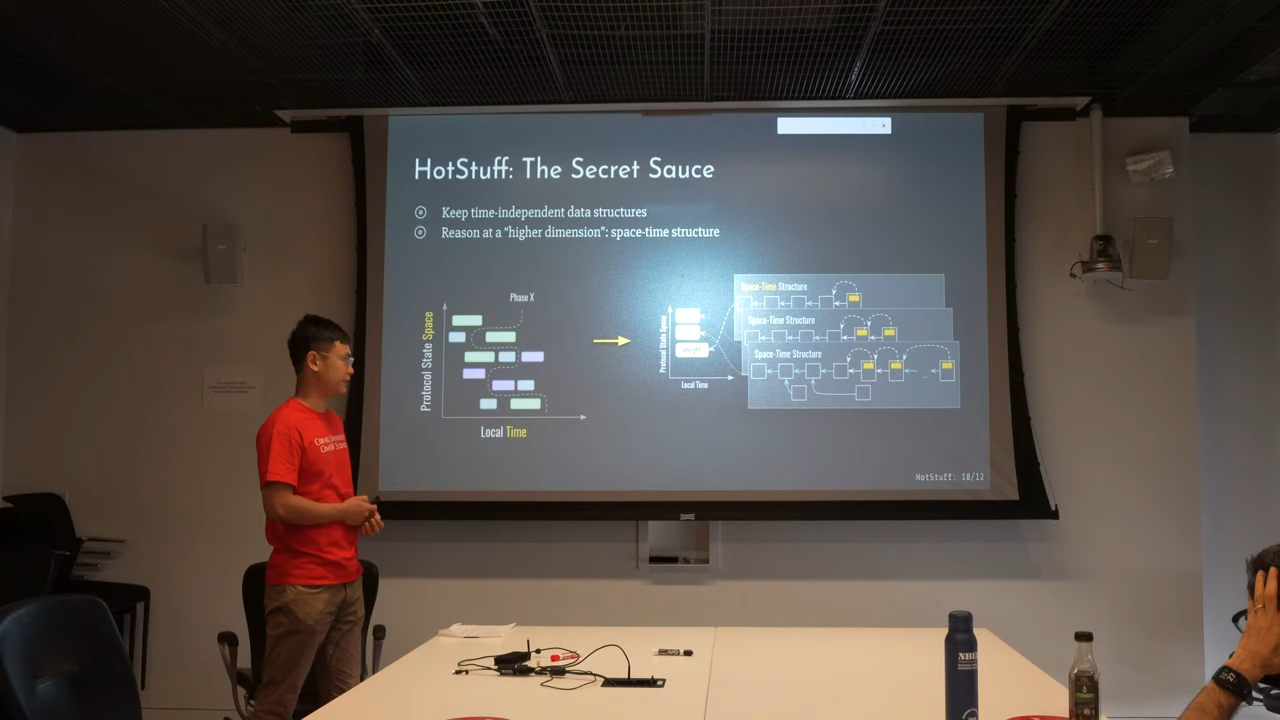 HotStuff: The Secret Sauce
Keep time-independent data structures
Reason at a "higher dimension": space-time structure
Phase X
Protocol State Space
Local Time
Protocol State Space
Height
Local Time
Space-Time Structure
Space-Time Structure
Space-Time Structure
HotStuff: 10/12
NB